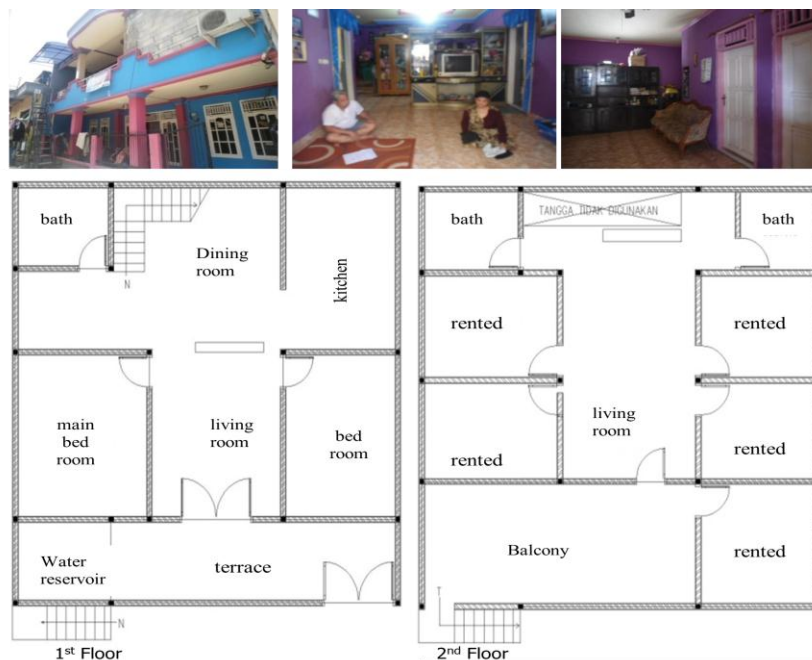 bath
Dining
room
kitchen
N
main
bed
room
living
room
bed
room
Water
reservoir
terrace
N
1st Floor
bath
TANGGA TIDAK DIGUNAKAN
bath
rented
rented
living
room
rented
rented
Balcony
rented
T
2nd Floor